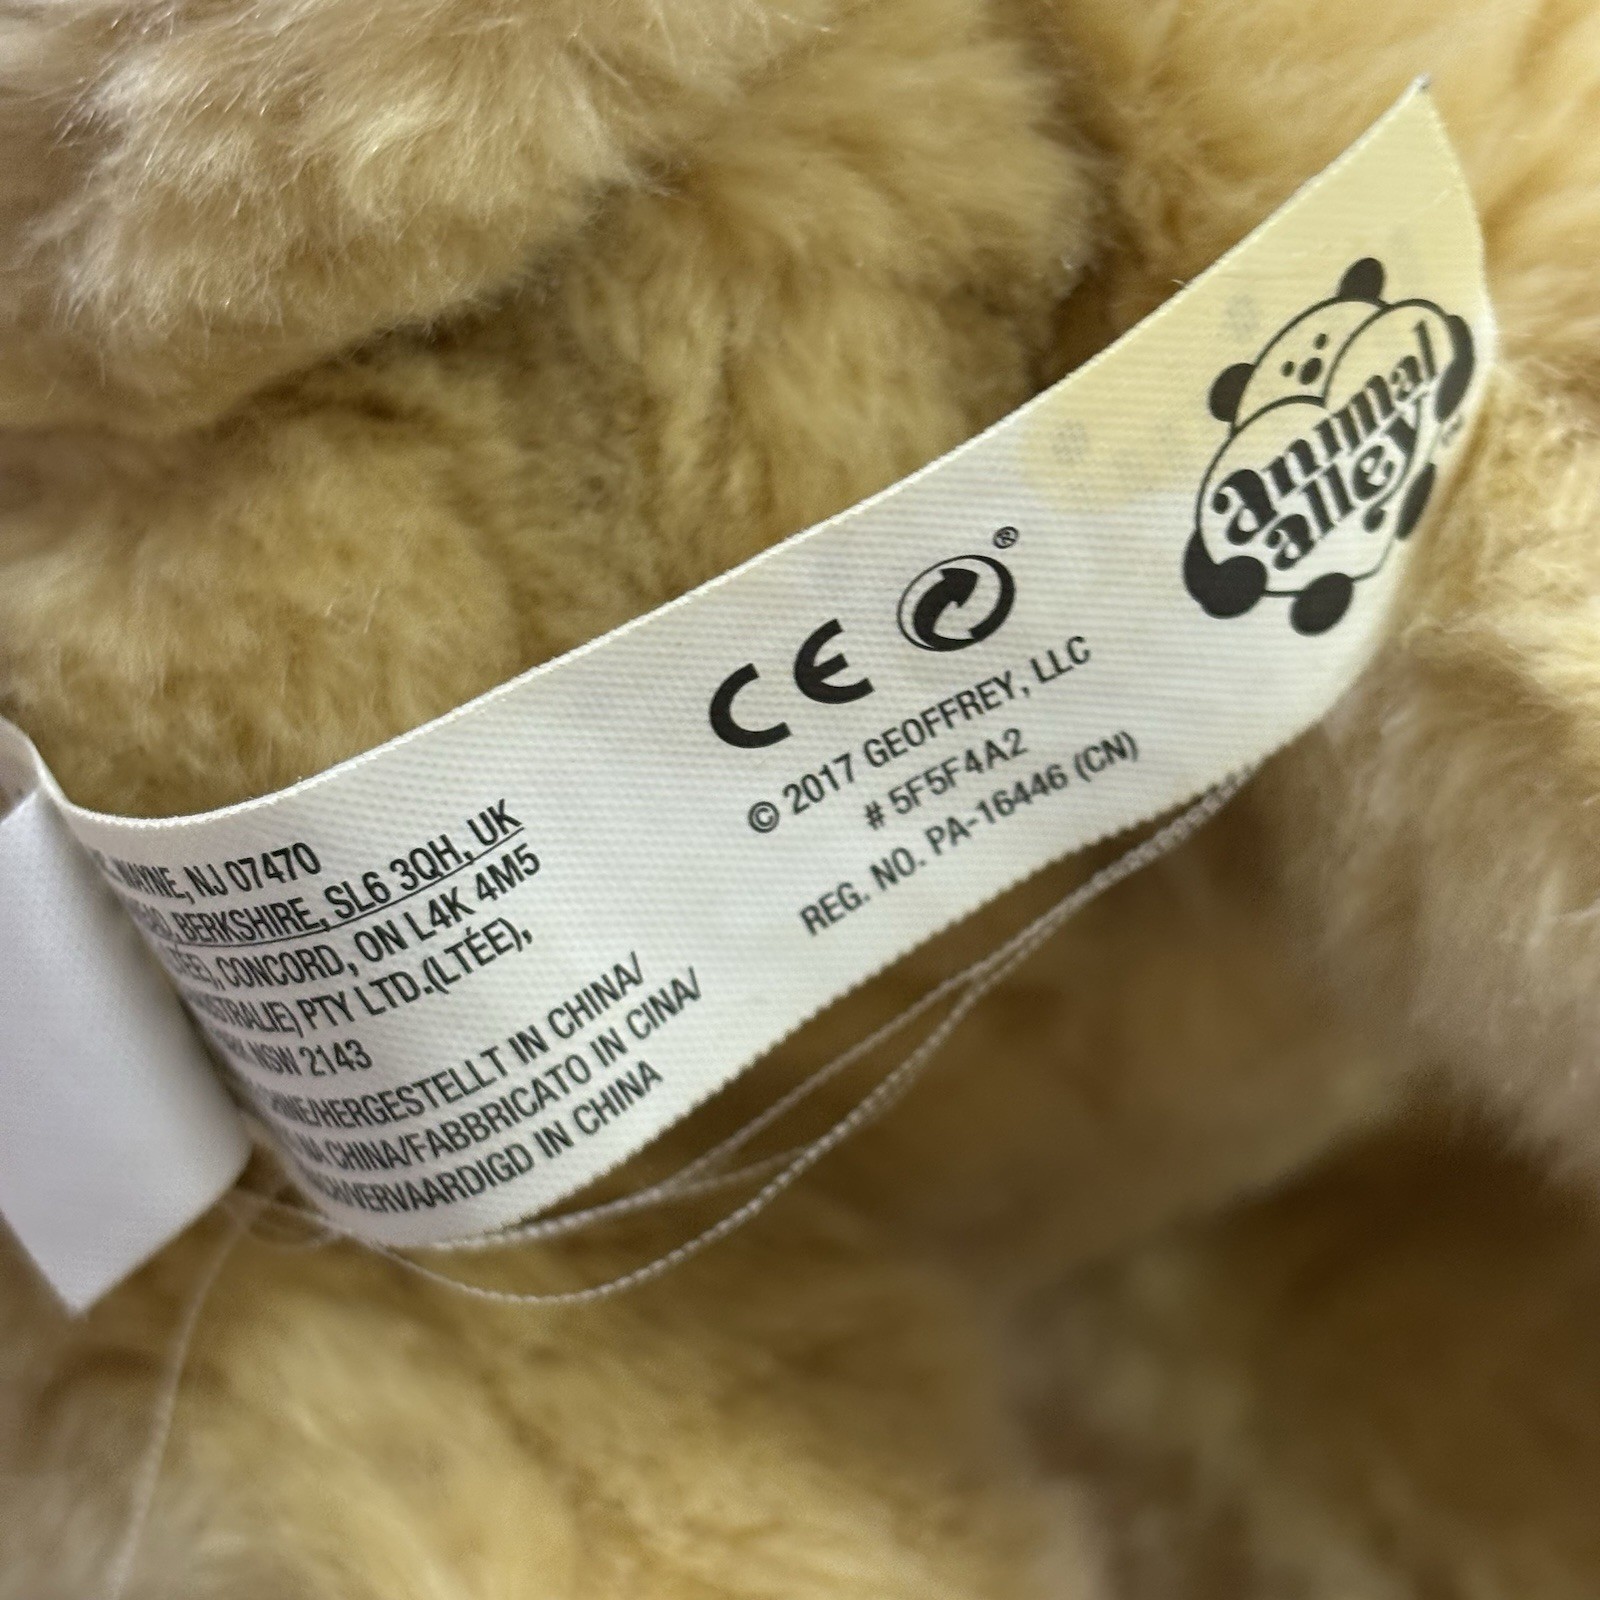 animal
alley
CE ®
© 2017 GEOFFREY, LLC
# 5F5F4A2
REG. NO. PA-16446 (CN)
WAYNE, NJ 07470
BERKSHIRE, SL6 3QH, UK
CONCORD, ON L4K 4M5
PTY LTD.(LTÉE),
NSW 2143
HERGESTELLT IN CHINA/
CHINA/FABBRICATO IN CINA/
VERVAARDIGD IN CHINA